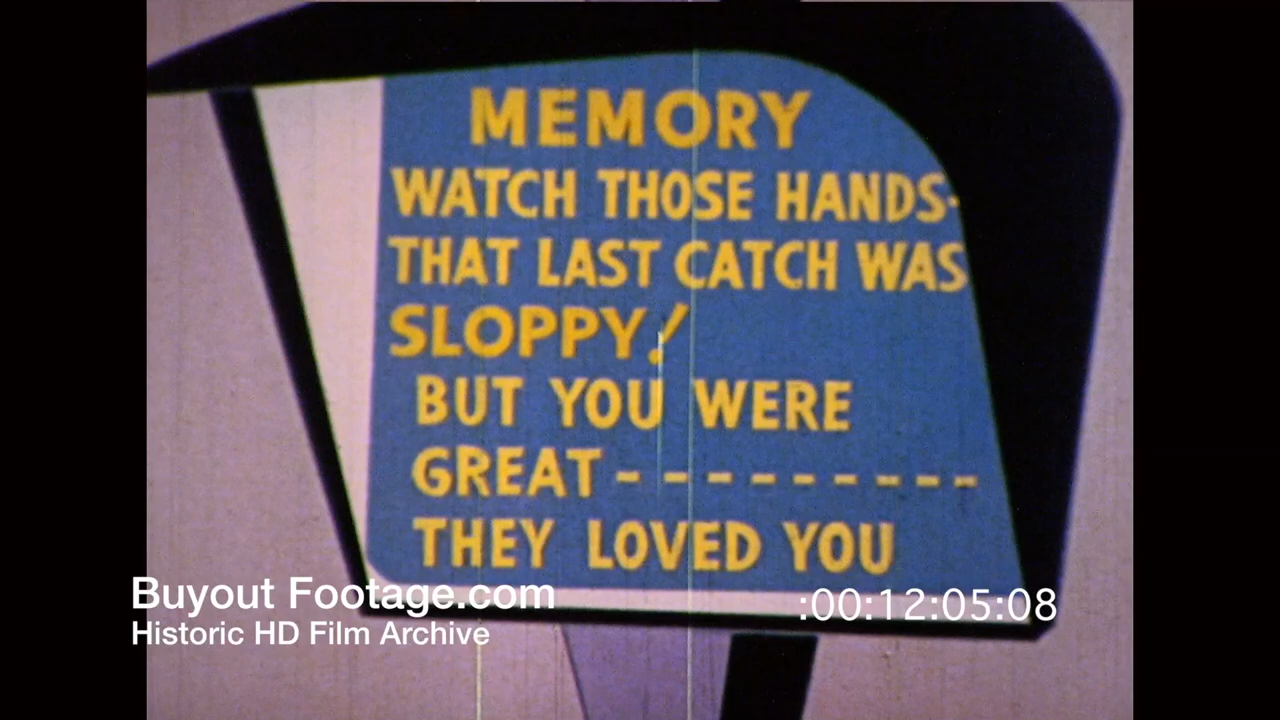 MEMORY
WATCH THOSE HANDS-
THAT LAST CATCH WAS
SLOPPY!
BUT YOU WERE
GREAT - - - - - - - - -
THEY LOVED YOU
Buyout Footage.com
Historic HD Film Archive
:00:12:05:08